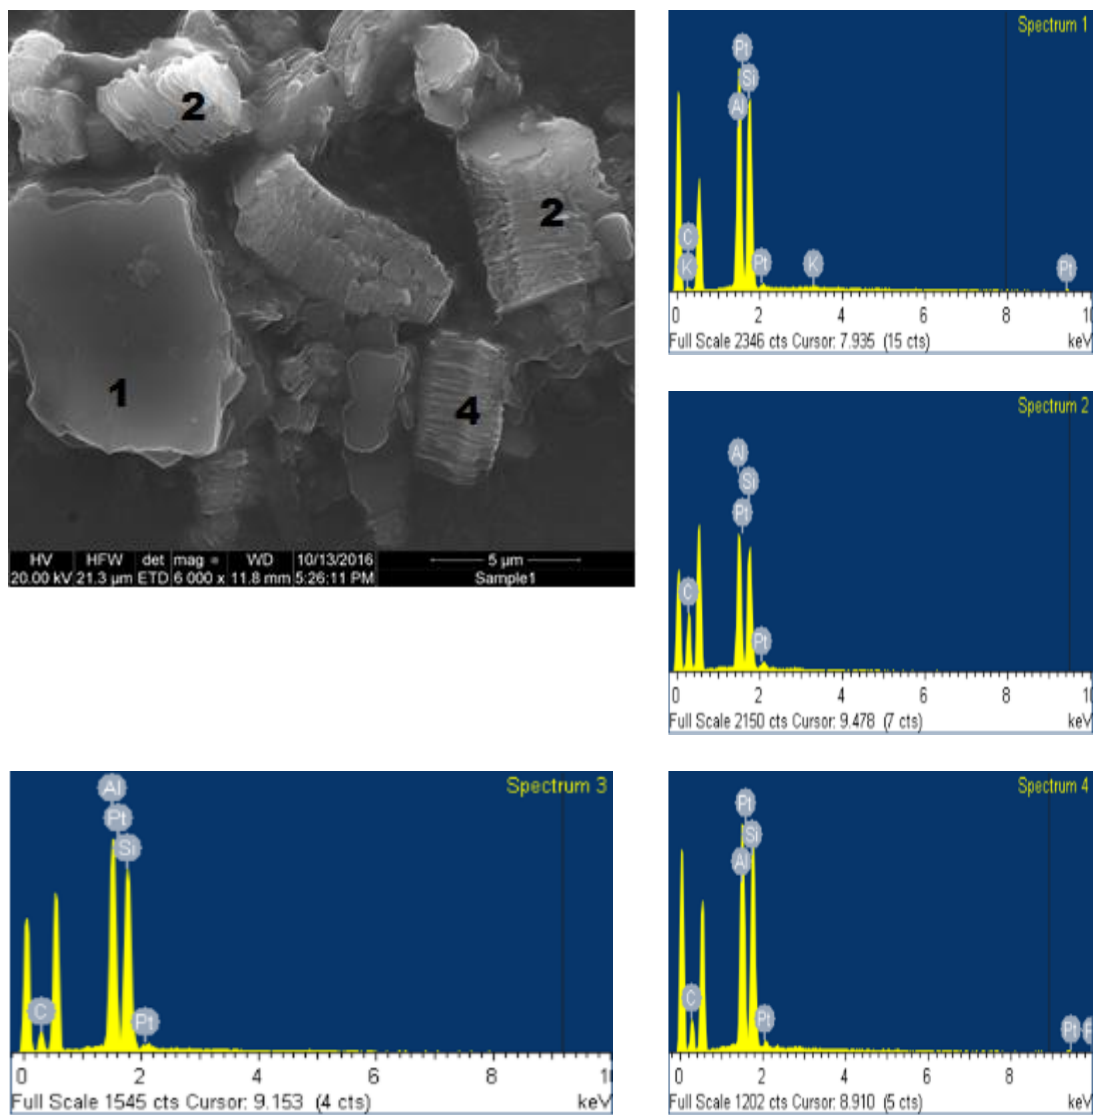 2
2
1
4
HV HFW det mag = WD 10/13/2016 5 µm
20.00 kV 21.3 µm ETD 6 000 x 11.8 mm 5:26:11 PM Sample1
Spectrum 1
Pt
Si
Al
C
K
Pt
K
Pt
0 2 4 6 8 10
Full Scale 2346 cts Cursor: 7.935 (15 cts) keV
Spectrum 2
Al
Si
Pt
C
Pt
0 2 4 6 8 10
Full Scale 2150 cts Cursor: 9.478 (7 cts) keV
Spectrum 3
Al
Pt
Si
C
Pt
0 2 4 6 8 1
Full Scale 1545 cts Cursor: 9.153 (4 cts) keV
Spectrum 4
Pt
Si
Al
C
Pt
Pt
0 2 4 6 8
Full Scale 1202 cts Cursor: 8.910 (5 cts) keV